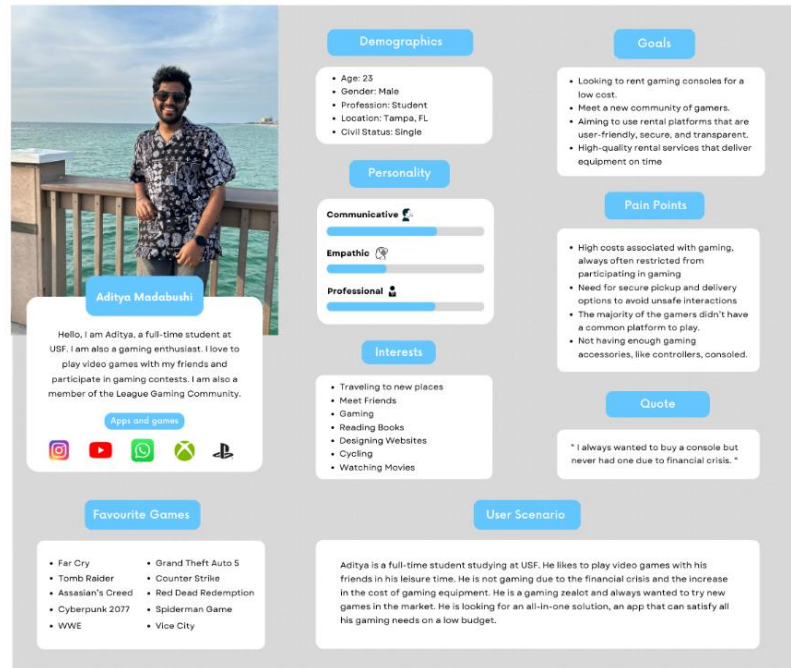 Aditya Madabushi
Hello, I am Aditya, a full-time student at
USF. I am also a gaming enthusiast. I love to
play video games with my friends and
participate in gaming contests. I am also a
member of the League Gaming Community.
Apps and games
Demographics
• Age: 23
• Gender: Male
• Profession: Student
• Location: Tampa, FL
• Civil Status: Single
Personality
Communicative
Empathic
Professional
Interests
• Traveling to new places
• Meet Friends
• Gaming
• Reading Books
• Designing Websites
• Cycling
• Watching Movies
Goals
• Looking to rent gaming consoles for a
low cost.
• Meet a new community of gamers.
• Aiming to use rental platforms that are
user-friendly, secure, and transparent.
• High-quality rental services that deliver
equipment on time
Pain Points
• High costs associated with gaming,
always often restricted from
participating in gaming
• Need for secure pickup and delivery
options to avoid unsafe interactions
• The majority of the gamers didn't have
a common platform to play.
• Not having enough gaming
accessories, like controllers, consoled.
Quote
" I always wanted to buy a console but
never had one due to financial crisis. "
Favourite Games
• Far Cry
• Tomb Raider
• Assasian's Creed
• Cyberpunk 2077
• WWE
• Grand Theft Auto 5
• Counter Strike
• Red Dead Redemption
• Spiderman Game
• Vice City
User Scenario
Aditya is a full-time student studying at USF. He likes to play video games with his
friends in his leisure time. He is not gaming due to the financial crisis and the increase
in the cost of gaming equipment. He is a gaming zealot and always wanted to try new
games in the market. He is looking for an all-in-one solution, an app that can satisfy all
his gaming needs on a low budget.